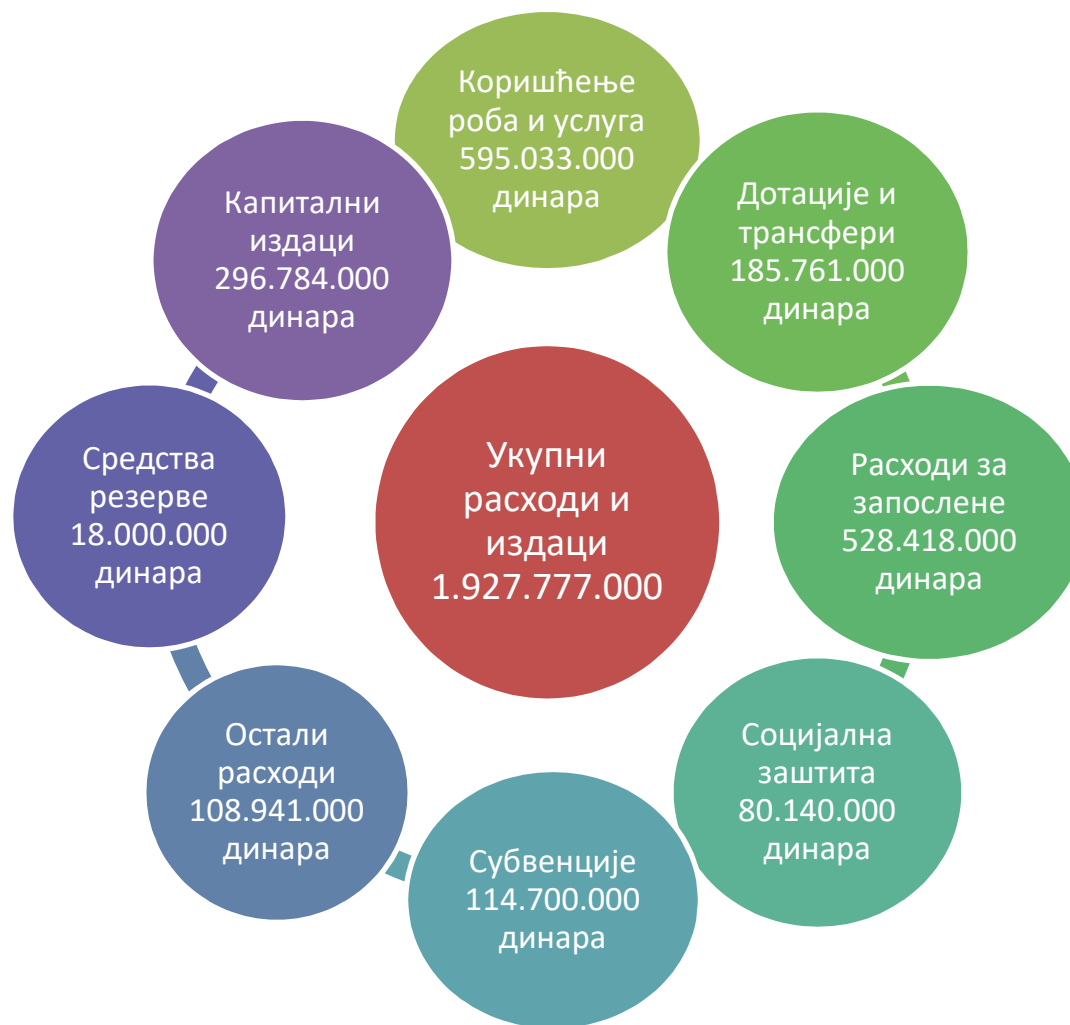 Коришћење
роба и услуга
595.033.000
динара
Дотације и
трансфери
185.761.000
динара
Расходи за
запослене
528.418.000
динара
Социјална
заштита
80.140.000
динара
Субвенције
114.700.000
динара
Остали
расходи
108.941.000
динара
Средства
резерве
18.000.000
динара
Капитални
издаци
296.784.000
динара
Укупни
расходи и
издаци
1.927.777.000